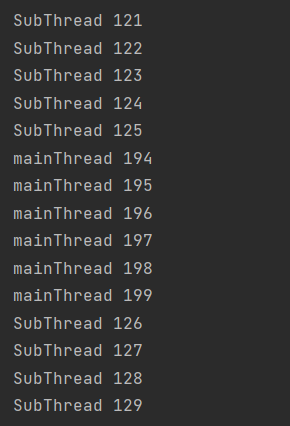 SubThread 121
SubThread 122
SubThread 123
SubThread 124
SubThread 125
mainThread 194
mainThread 195
mainThread 196
mainThread 197
mainThread 198
mainThread 199
SubThread 126
SubThread 127
SubThread 128
SubThread 129